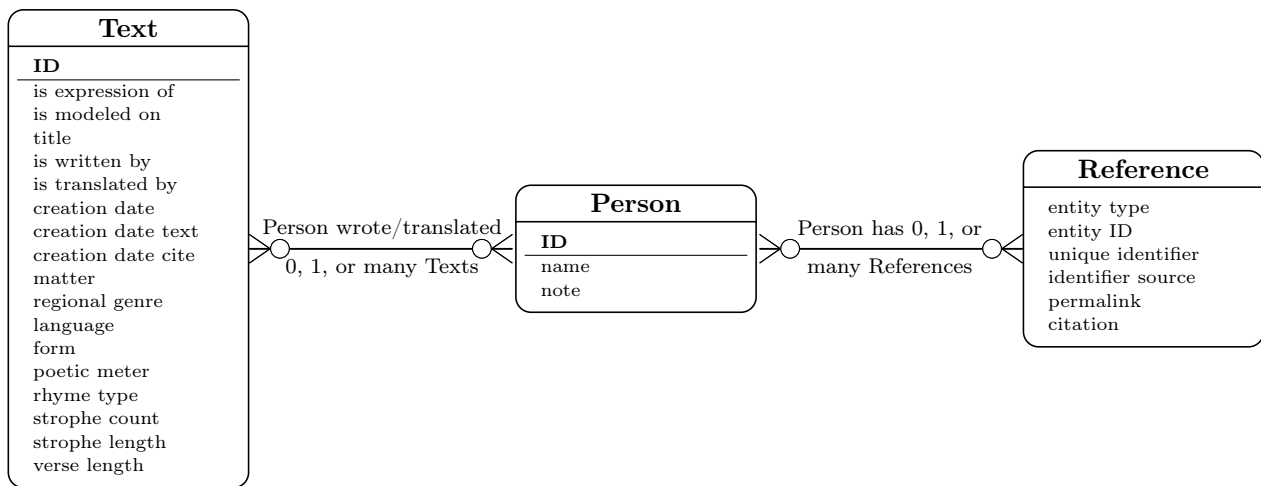 Text
ID
is expression of
is modeled on
title
is written by
is translated by
creation date
creation date text
creation date cite
matter
regional genre
language
form
poetic meter
rhyme type
strophe count
strophe length
verse length
Person wrote/translated
0, 1, or many Texts
Person
ID
name
note
Person has 0, 1, or
many References
Reference
entity type
entity ID
unique identifier
identifier source
permalink
citation